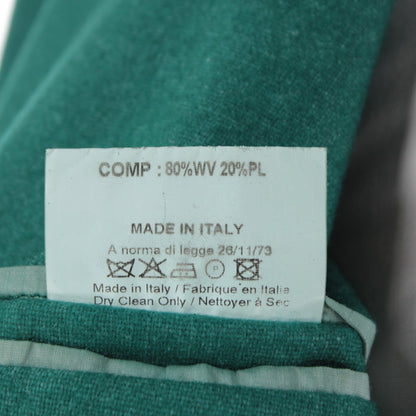 COMP : 80%WV 20%PL
MADE IN ITALY
A norma di legge 26/11/73
Made in Italy / Fabrique en Italie
Dry Clean Only / Nettoyer à Sec